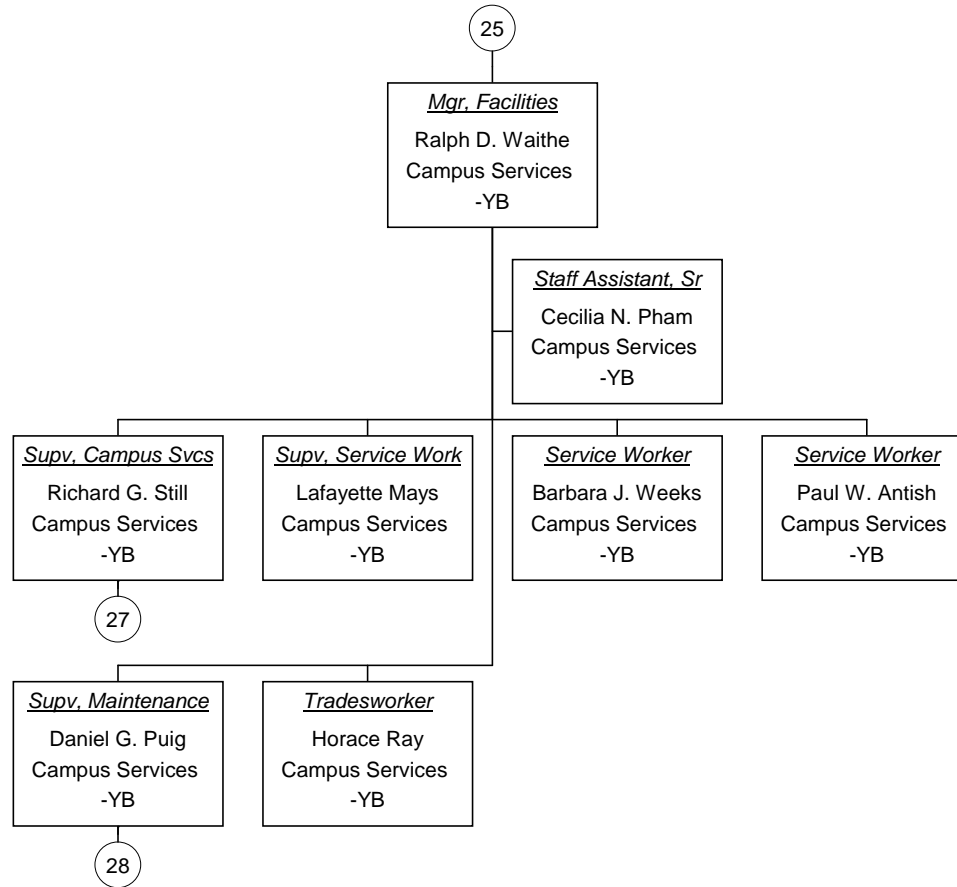 25
Mgr, Facilities
Ralph D. Waithe
Campus Services
-YB
Staff Assistant, Sr
Cecilia N. Pham
Campus Services
-YB
Supv, Campus Svcs
Richard G. Still
Campus Services
-YB
27
Supv, Service Work
Lafayette Mays
Campus Services
-YB
Service Worker
Barbara J. Weeks
Campus Services
-YB
Service Worker
Paul W. Antish
Campus Services
-YB
Supv, Maintenance
Daniel G. Puig
Campus Services
-YB
28
Tradesworker
Horace Ray
Campus Services
-YB